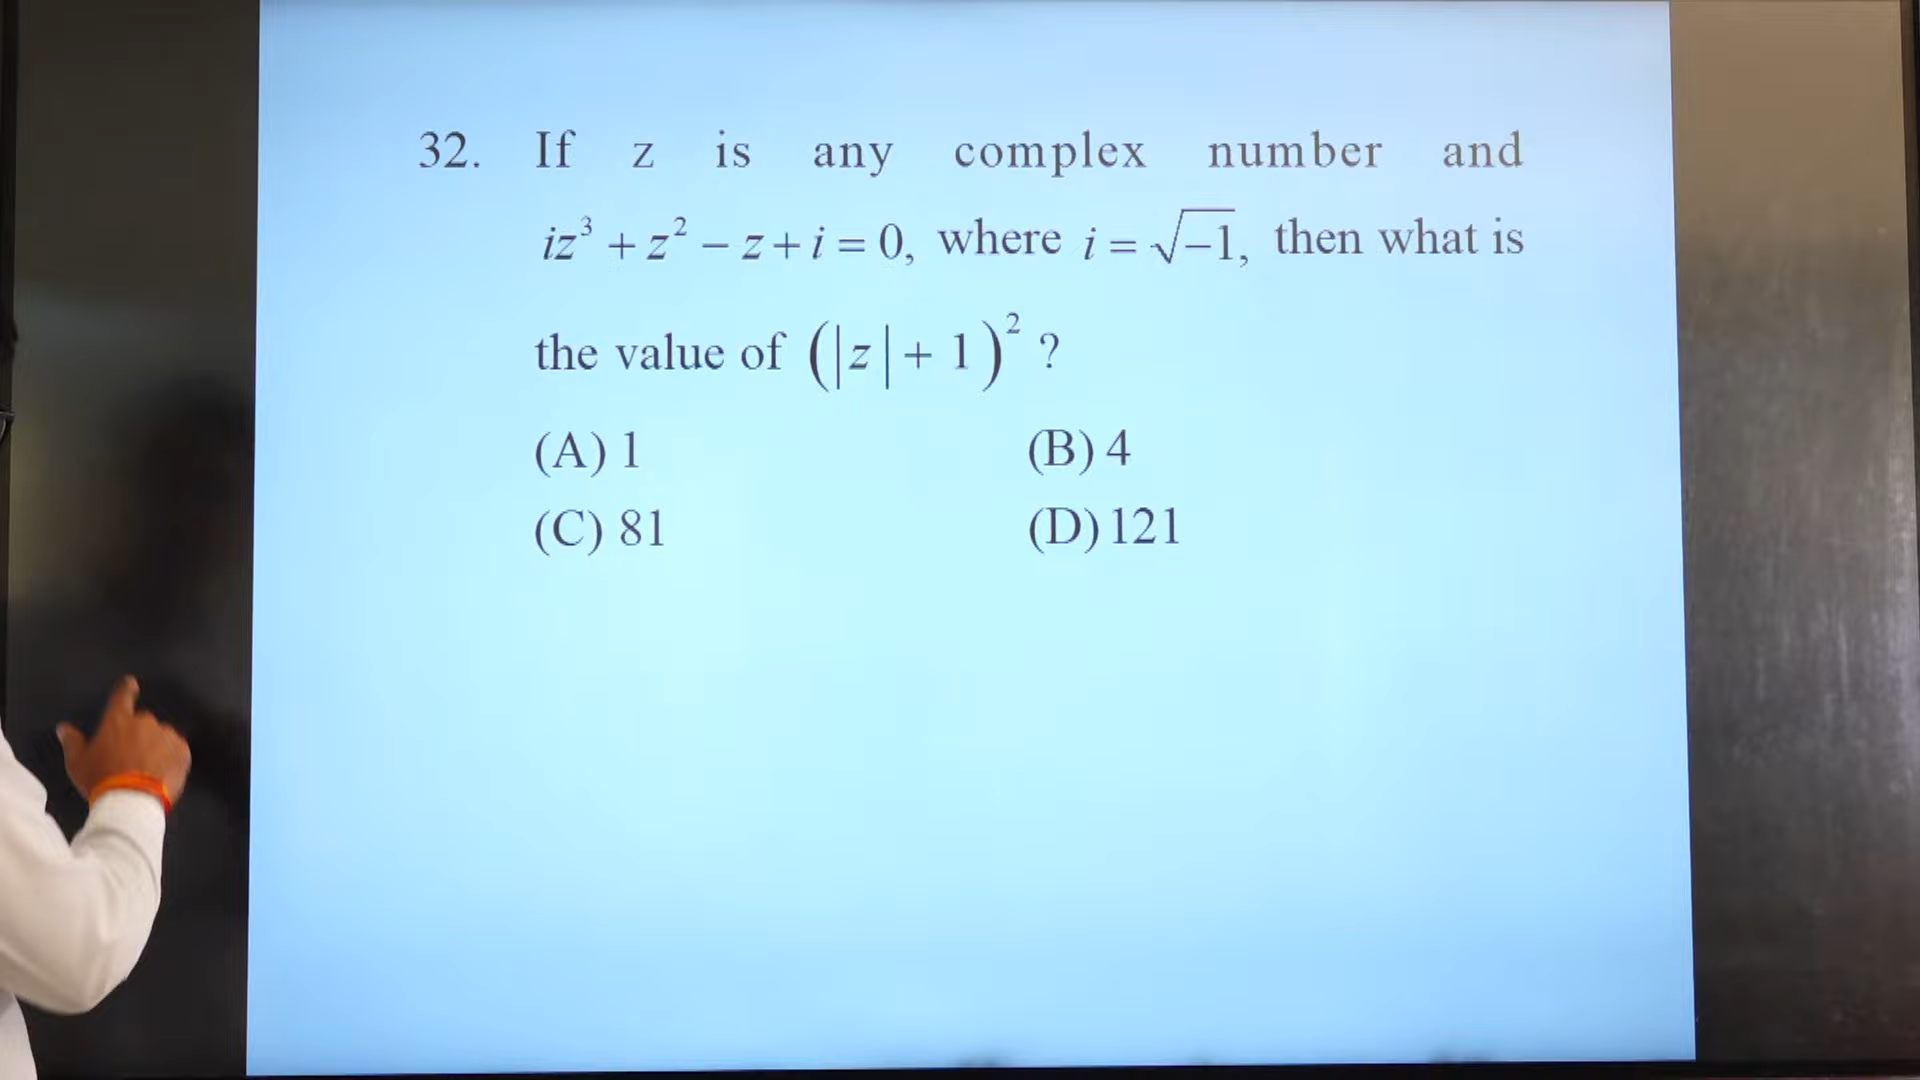 32. If z is any complex number and
iz³ + z² − z + i = 0, where i = √−1, then what is
the value of (|z| + 1)² ?
(A) 1 (B) 4
(C) 81 (D) 121